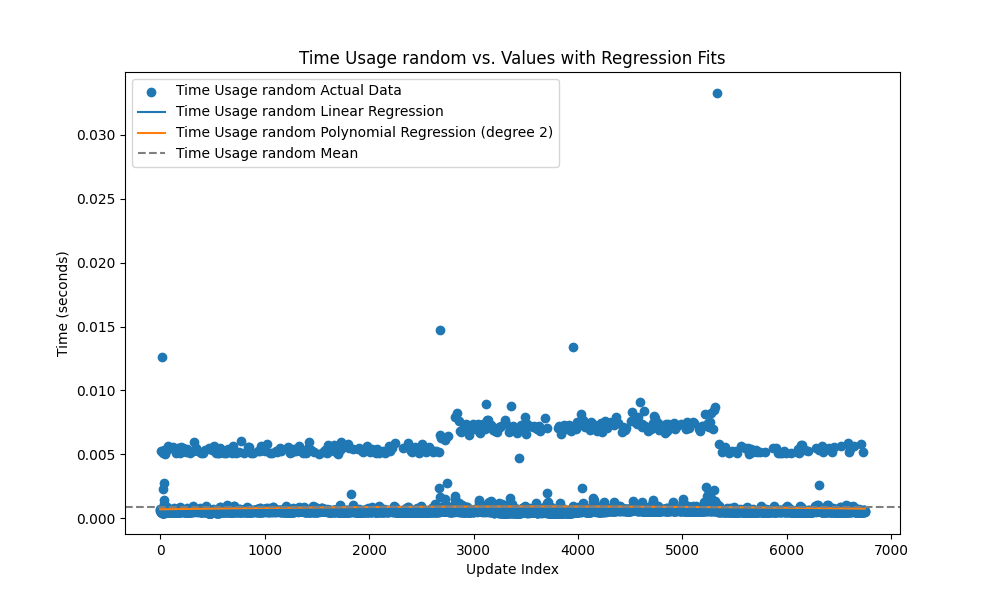 Time Usage random vs. Values with Regression Fits
Time Usage random Actual Data
Time Usage random Linear Regression
Time Usage random Polynomial Regression (degree 2)
Time Usage random Mean
0.030
0.025
0.020
0.015
0.010
0.005
0.000
Time (seconds)
0 1000 2000 3000 4000 5000 6000 7000
Update Index